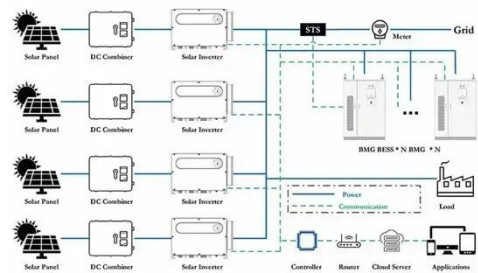 STS
Meter
Grid
Solar Panel
DC Combiner
Solar Inverter
Solar Panel
DC Combiner
Solar Inverter
BMG BESS * N BMG * N
Solar Panel
DC Combiner
Solar Inverter
Power
Communication
Load
Solar Panel
DC Combiner
Solar Inverter
Controller
Router
Cloud Server
Applications